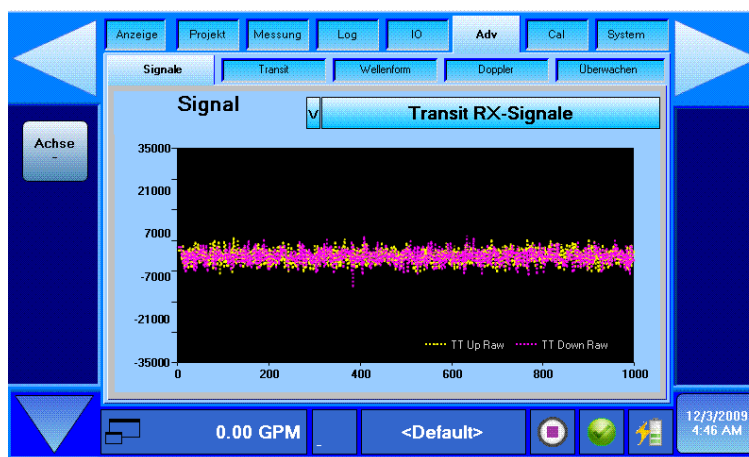 Anzeige Projekt Messung Log IO Adv Cal System
Signale Transit Wellenform Doppler Überwachen
Signal V Transit RX-Signale
Achse
-
35000
21000
7000
-7000
-21000
-35000
TT Up Raw TT Down Raw
0 200 400 600 800 1000
0.00 GPM - <Default>
12/3/2009
4:46 AM